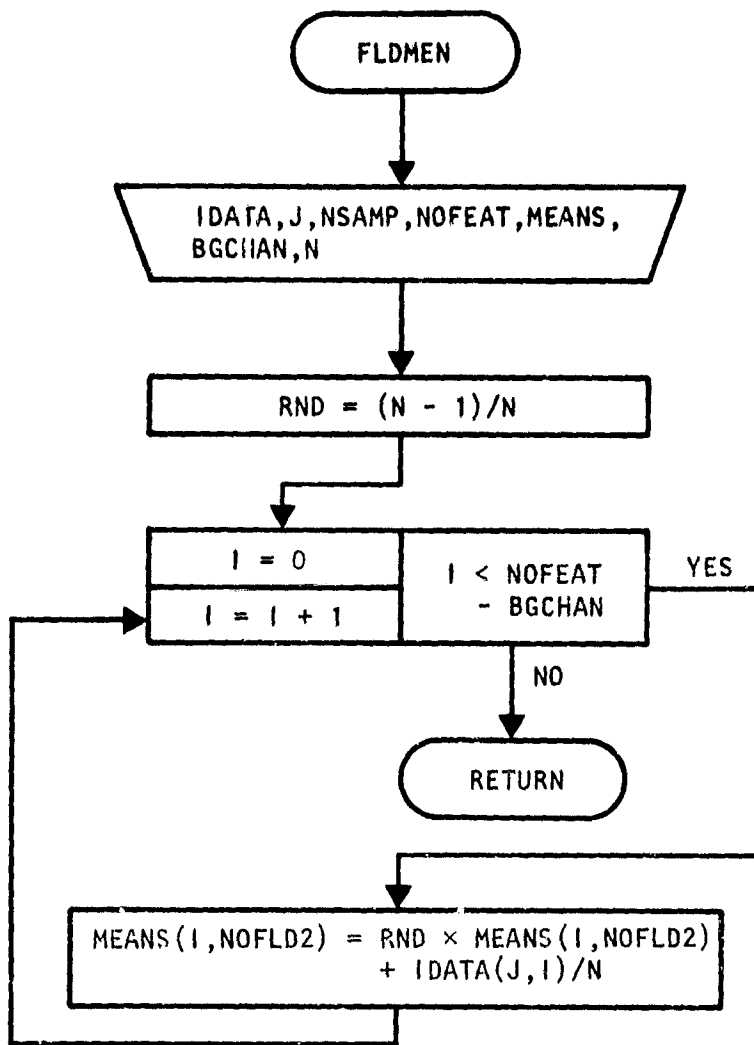 FLDMEN
IDATA,J,NSAMP,NOFEAT,MEANS,
BGCHAN,N
RND = (N - 1)/N
I = 0
I = I + 1
I < NOFEAT
- BGCHAN
YES
NO
RETURN
MEANS(I,NOFLD2) = RND × MEANS(I,NOFLD2)
+ IDATA(J,I)/N